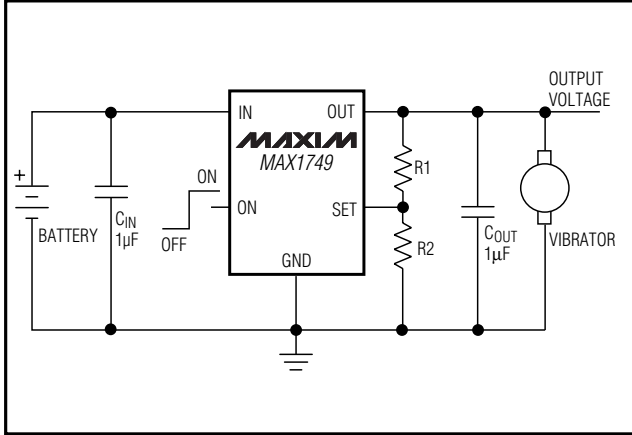 OUTPUT
VOLTAGE
IN
OUT
MAXIM
MAX1749
R1
+
ON
ON
SET
CIN
1µF
OFF
BATTERY
R2
COUT
1µF
VIBRATOR
GND